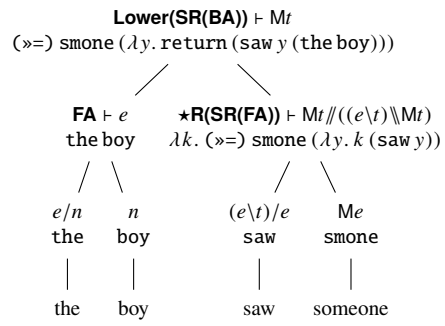 Lower(SR(BA)) ⊢ Mt
(»=) smone (λy. return (saw y (the boy)))
FA ⊢ e
the boy
★R(SR(FA)) ⊢ Mt⫽((e\t)⑊Mt)
λk. (»=) smone (λy. k (saw y))
e/n n (e\t)/e Me
the boy saw smone
the boy saw someone